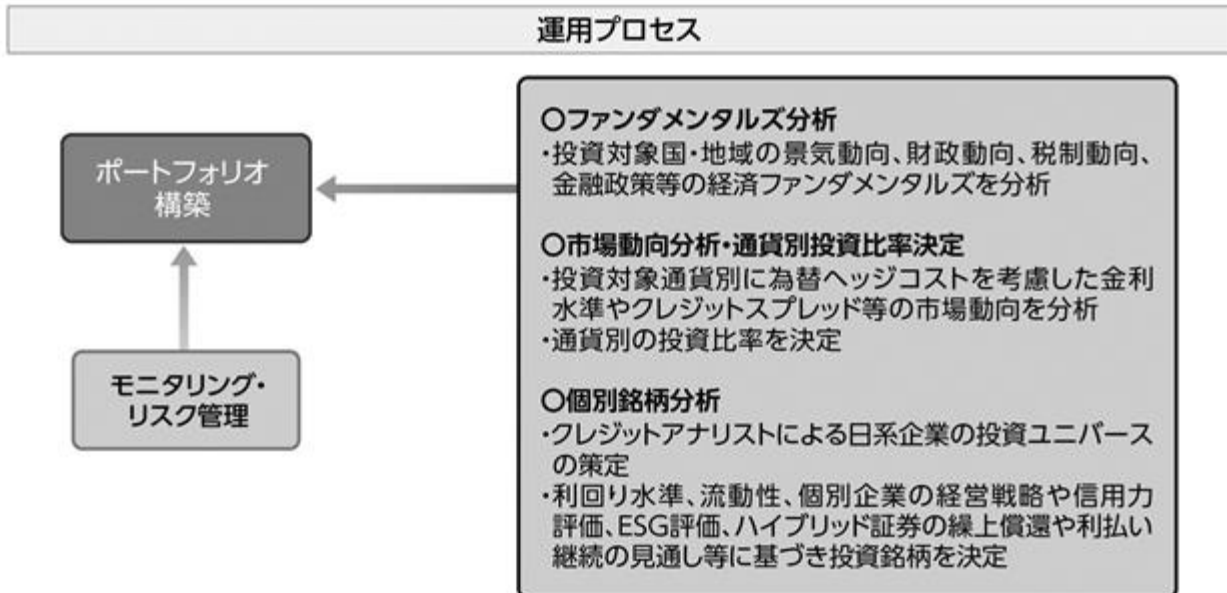 運用プロセス
ポートフォリオ
構築
モニタリング・
リスク管理
○ファンダメンタルズ分析
・投資対象国・地域の景気動向、財政動向、税制動向、
金融政策等の経済ファンダメンタルズを分析
○市場動向分析・通貨別投資比率決定
・投資対象通貨別に為替ヘッジコストを考慮した金利
水準やクレジットスプレッド等の市場動向を分析
・通貨別の投資比率を決定
○個別銘柄分析
・クレジットアナリストによる日系企業の投資ユニバース
の策定
・利回り水準、流動性、個別企業の経営戦略や信用力
評価、ESG評価、ハイブリッド証券の繰上償還や利払い
継続の見通し等に基づき投資銘柄を決定